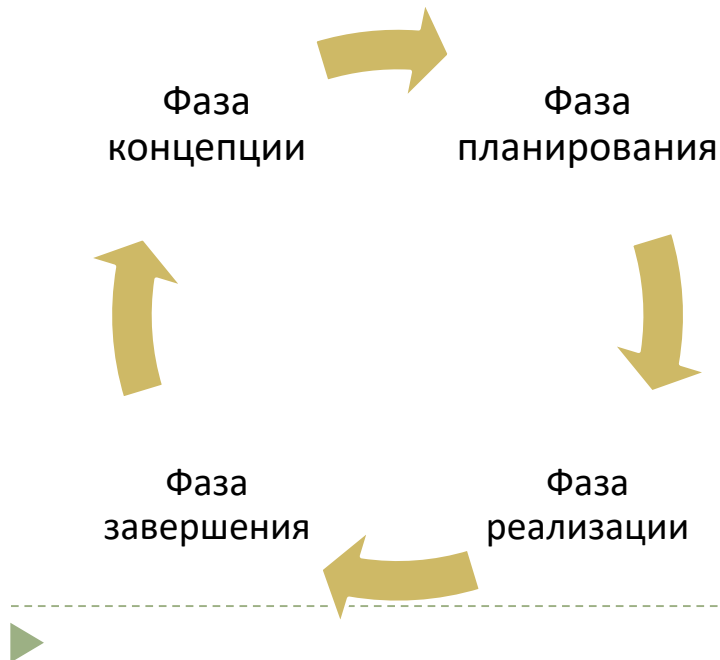 Фаза
концепции
Фаза
планирования
Фаза
завершения
Фаза
реализации